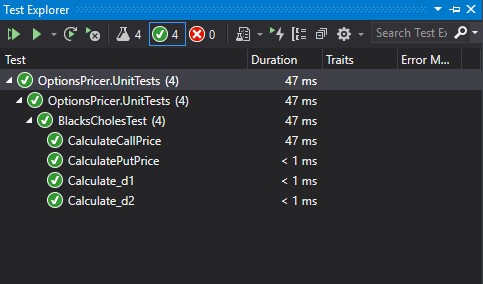 Test Explorer
4 4 0 Search Test Ex
Test Duration Traits Error M...
OptionsPricer.UnitTests (4) 47 ms
OptionsPricer.UnitTests (4) 47 ms
BlacksCholesTest (4) 47 ms
CalculateCallPrice 47 ms
CalculatePutPrice < 1 ms
Calculate_d1 < 1 ms
Calculate_d2 < 1 ms